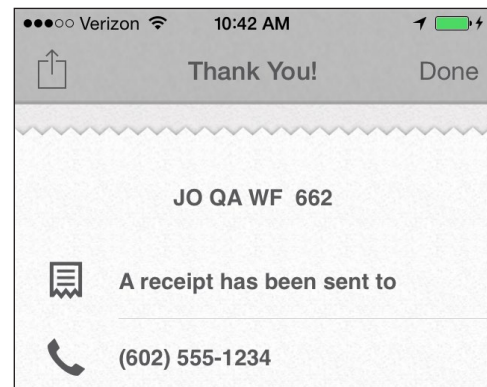 Verizon 10:42 AM
Thank You! Done
JO QA WF 662
A receipt has been sent to
(602) 555-1234